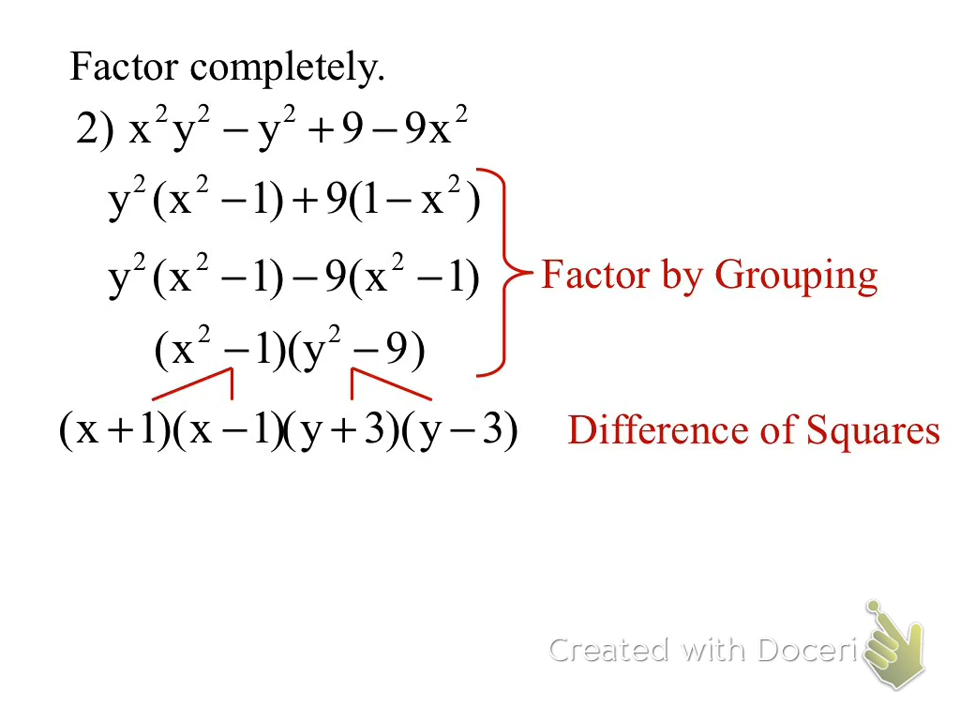 Factor completely.
2) x²y² − y² + 9 − 9x²
y²(x² − 1) + 9(1 − x²)
y²(x² − 1) − 9(x² − 1)
Factor by Grouping
(x² − 1)(y² − 9)
(x + 1)(x − 1)(y + 3)(y − 3)
Difference of Squares
Created with Doceri